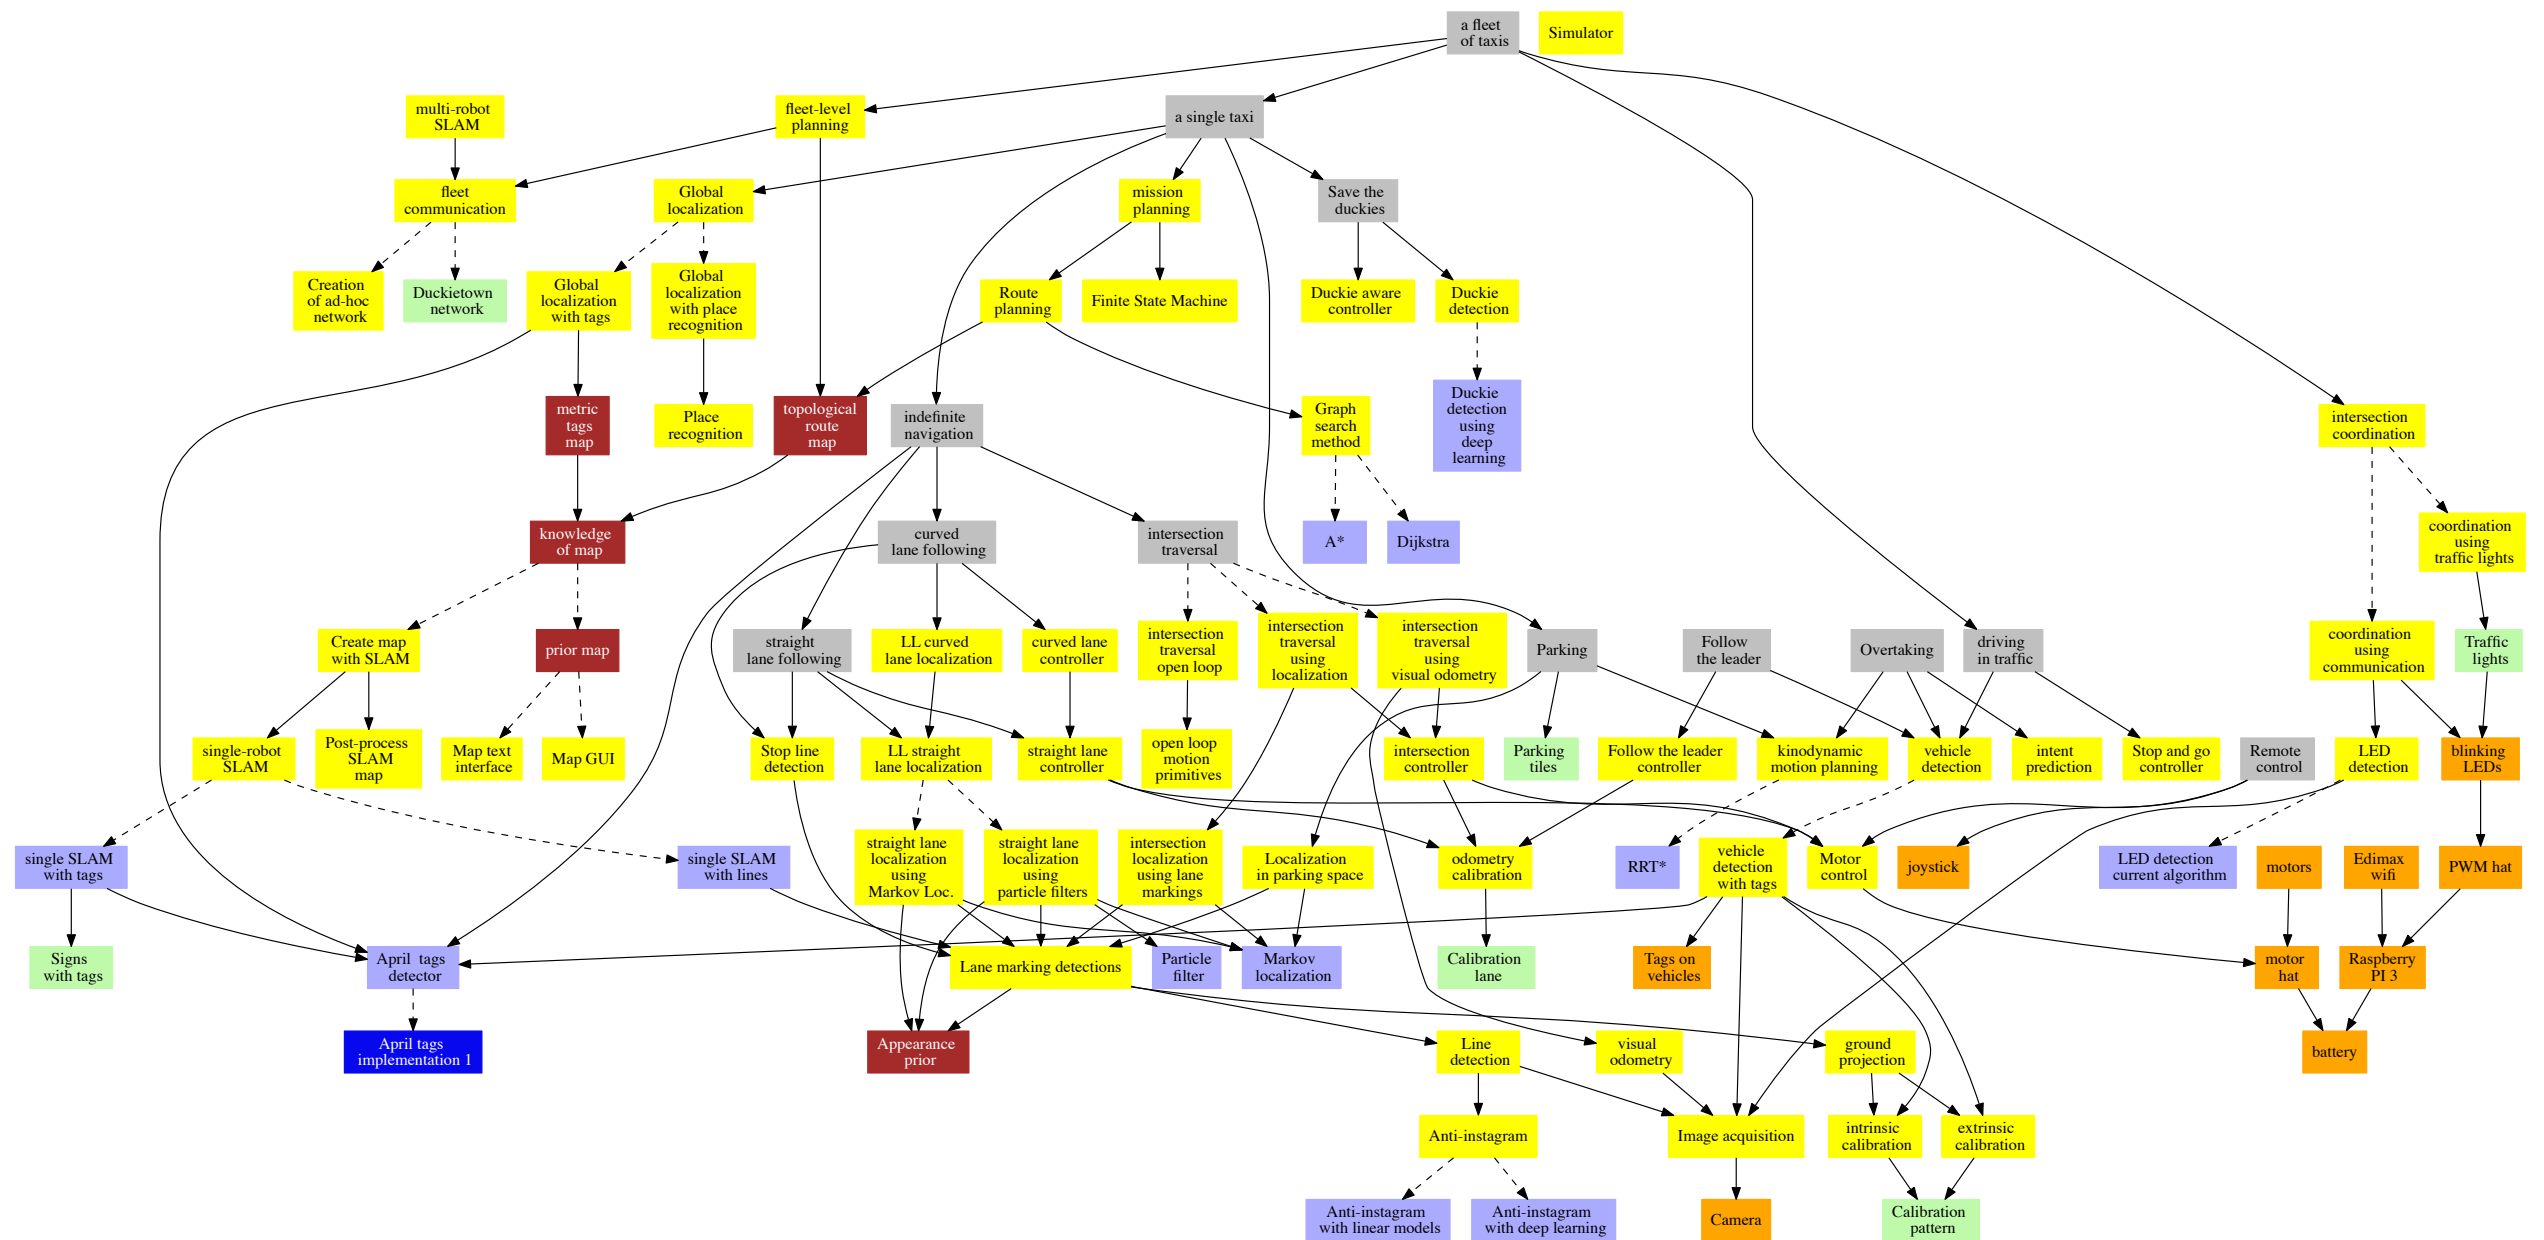 a fleet
of taxis
Simulator
multi-robot
SLAM
fleet-level
planning
a single taxi
fleet
communication
Global
localization
mission
planning
Save the
duckies
Creation
of ad-hoc
network
Duckietown
network
Global
localization
with tags
Global
localization
with place
recognition
Route
planning
Finite State Machine
Duckie aware
controller
Duckie
detection
metric
tags
map
Place
recognition
topological
route
map
indefinite
navigation
Graph
search
method
Duckie
detection
using
deep
learning
intersection
coordination
knowledge
of map
curved
lane following
intersection
traversal
A*
Dijkstra
coordination
using
traffic lights
Create map
with SLAM
prior map
straight
lane following
LL curved
lane localization
curved lane
controller
intersection
traversal
open loop
intersection
traversal
using
localization
intersection
traversal
using
visual odometry
Parking
Follow
the leader
Overtaking
driving
in traffic
coordination
using
communication
Traffic
lights
single-robot
SLAM
Post-process
SLAM
map
Map text
interface
Map GUI
Stop line
detection
LL straight
lane localization
straight lane
controller
open loop
motion
primitives
intersection
controller
Parking
tiles
Follow the leader
controller
kinodynamic
motion planning
vehicle
detection
intent
prediction
Stop and go
controller
Remote
control
LED
detection
blinking
LEDs
single SLAM
with tags
single SLAM
with lines
straight lane
localization
using
Markov Loc.
straight lane
localization
using
particle filters
intersection
localization
using lane
markings
Localization
in parking space
odometry
calibration
RRT*
vehicle
detection
with tags
Motor
control
joystick
LED detection
current algorithm
motors
Edimax
wifi
PWM hat
Signs
with tags
April tags
detector
Lane marking detections
Particle
filter
Markov
localization
Calibration
lane
Tags on
vehicles
motor
hat
Raspberry
PI 3
April tags
implementation 1
Appearance
prior
Line
detection
visual
odometry
ground
projection
battery
Anti-instagram
Image acquisition
intrinsic
calibration
extrinsic
calibration
Anti-instagram
with linear models
Anti-instagram
with deep learning
Camera
Calibration
pattern